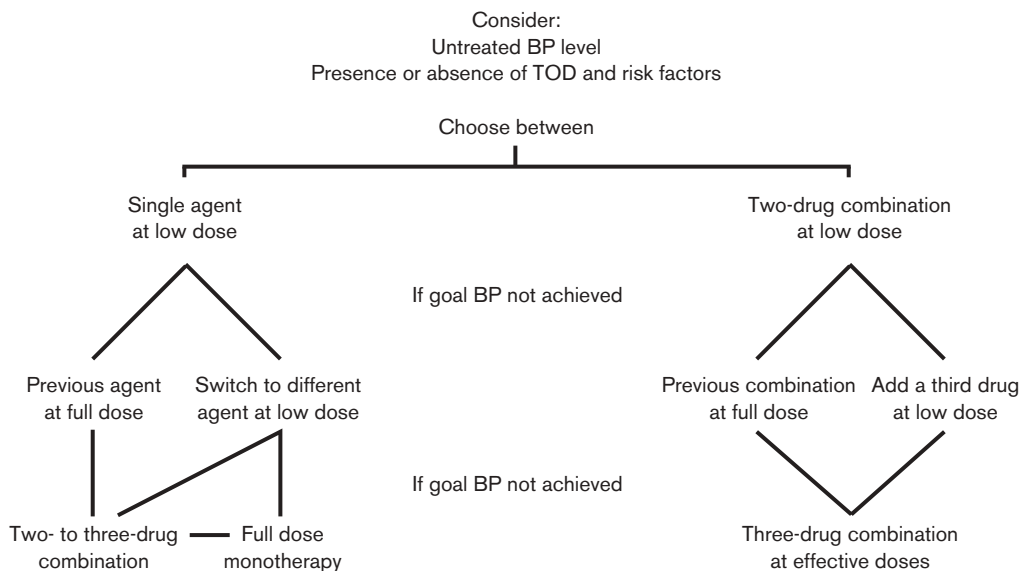 Consider:
Untreated BP level
Presence or absence of TOD and risk factors
Choose between
Single agent
at low dose
Two-drug combination
at low dose
If goal BP not achieved
Previous agent
at full dose
Switch to different
agent at low dose
Previous combination
at full dose
Add a third drug
at low dose
If goal BP not achieved
Two- to three-drug
combination
Full dose
monotherapy
Three-drug combination
at effective doses